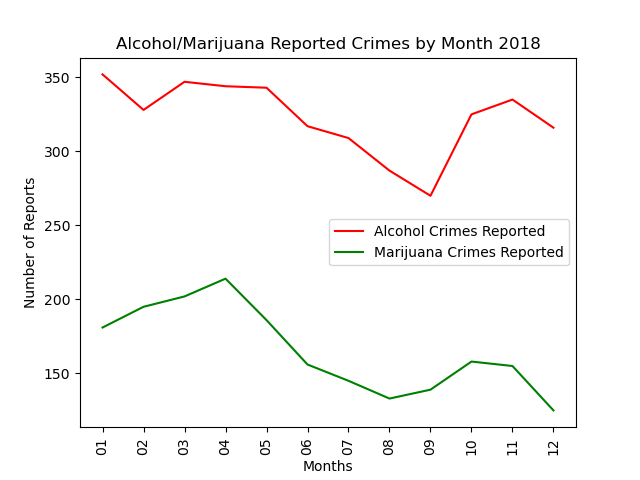 Alcohol/Marijuana Reported Crimes by Month 2018
Number of Reports
350
300
250
200
150
Alcohol Crimes Reported
Marijuana Crimes Reported
01 02 03 04 05 06 07 08 09 10 11 12
Months